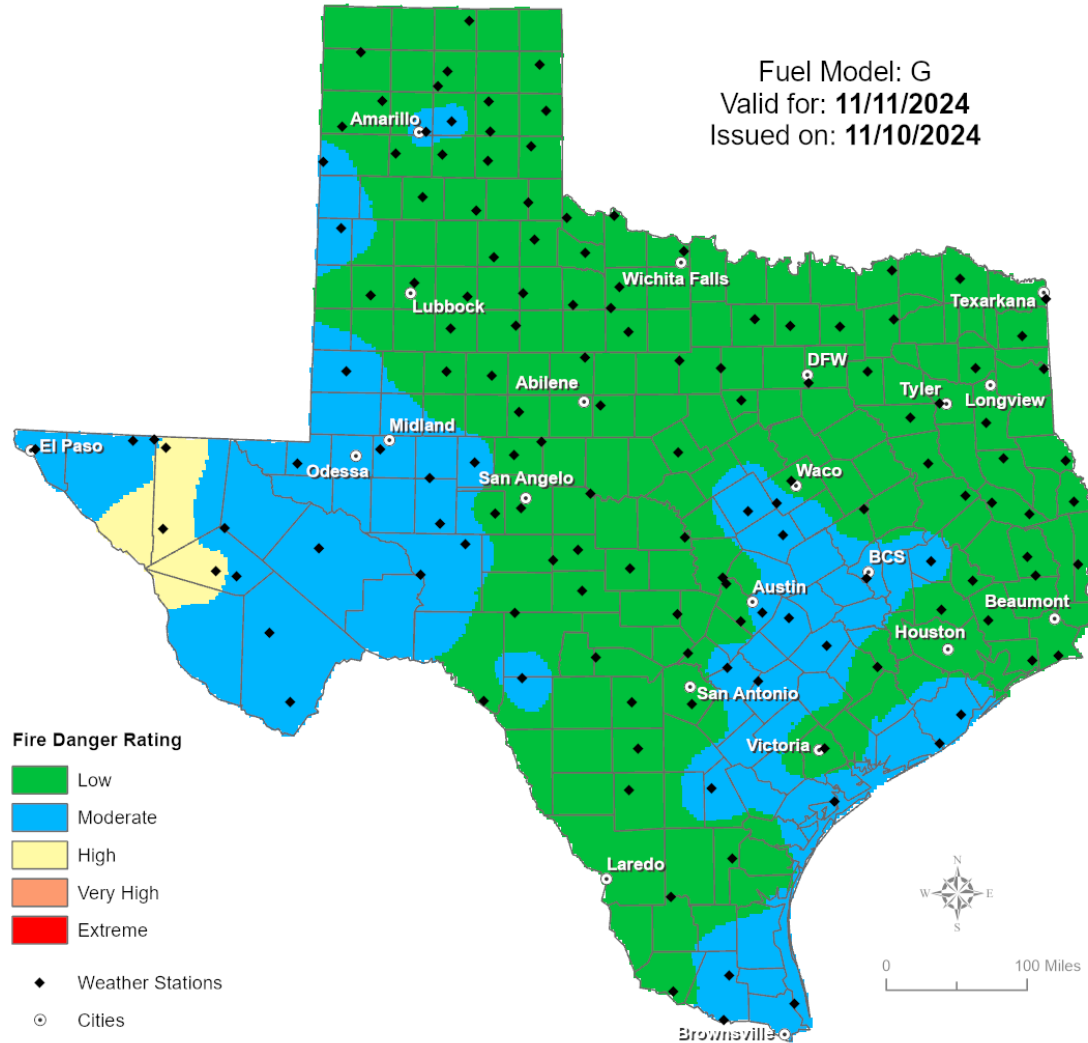 Fuel Model: G
Valid for: 11/11/2024
Issued on: 11/10/2024
Amarillo
Wichita Falls
Lubbock
Texarkana
DFW
Abilene
Tyler
Longview
El Paso
Midland
Odessa
San Angelo
Waco
BCS
Austin
Beaumont
Houston
San Antonio
Victoria
Laredo
Brownsville
Fire Danger Rating
Low
Moderate
High
Very High
Extreme
Weather Stations
Cities
N
W E
S
0 100 Miles